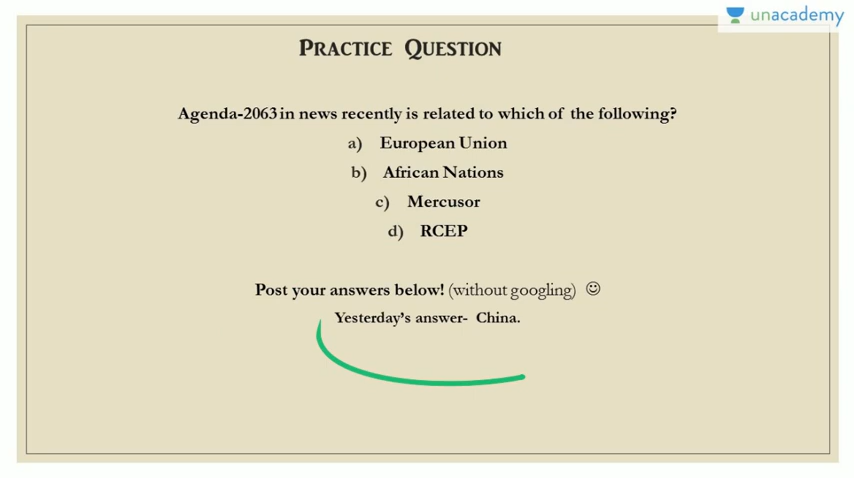 unacademy
Practice Question
Agenda-2063 in news recently is related to which of the following?
a) European Union
b) African Nations
c) Mercusor
d) RCEP
Post your answers below! (without googling) ☺
Yesterday's answer- China.